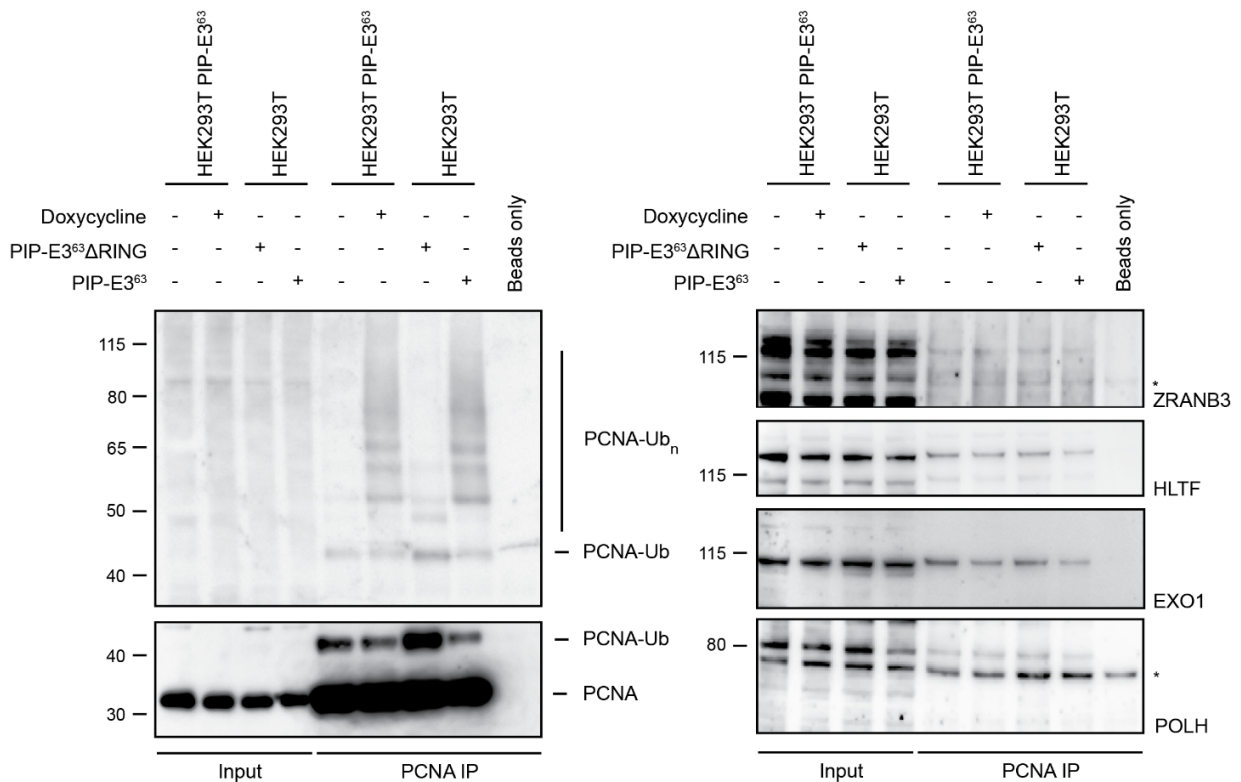 HEK293T PIP-E3⁶³
HEK293T
HEK293T PIP-E3⁶³
HEK293T
Beads only
Doxycycline - + - - - + - -
PIP-E3⁶³ΔRING - - + - - - + -
PIP-E3⁶³ - - - + - - - +
115
80
65
50
40
PCNA-Ubₙ
PCNA-Ub
40
30
PCNA-Ub
PCNA
Input
PCNA IP
HEK293T PIP-E3⁶³
HEK293T
HEK293T PIP-E3⁶³
HEK293T
Beads only
Doxycycline - + - - - + - -
PIP-E3⁶³ΔRING - - + - - - + -
PIP-E3⁶³ - - - + - - - +
115
*
ZRANB3
115
HLTF
115
EXO1
80
*
POLH
Input
PCNA IP